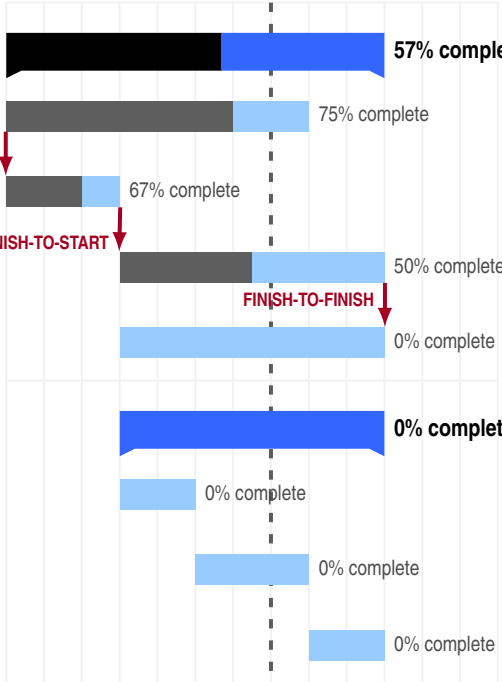 57% comple
75% complete
67% complete
NISH-TO-START
50% complete
FINISH-TO-FINISH
0% complete
0% complet
0% complete
0% complete
0% complete